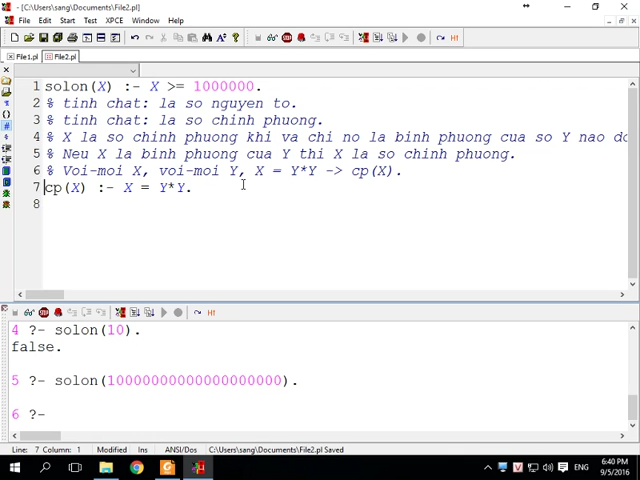 - [C:\Users\sang\Documents\File2.pl]
File Edit Start Test XPCE Window Help
File1.pl File2.pl
1 solon(X) :- X >= 1000000.
2 % tinh chat: la so nguyen to.
3 % tinh chat: la so chinh phuong.
4 % X la so chinh phuong khi va chi no la binh phuong cua so Y nao do
5 % Neu X la binh phuong cua Y thi X la so chinh phuong.
6 % Voi-moi X, voi-moi Y, X = Y*Y -> cp(X).
7 cp(X) :- X = Y*Y.
8
4 ?- solon(10).
false.
5 ?- solon(10000000000000000000).
6 ?-
Line: 7 Column: 1 Modified Ins ANSI/Dos C:\Users\sang\Documents\File2.pl Saved
ENG 6:40 PM
9/5/2016